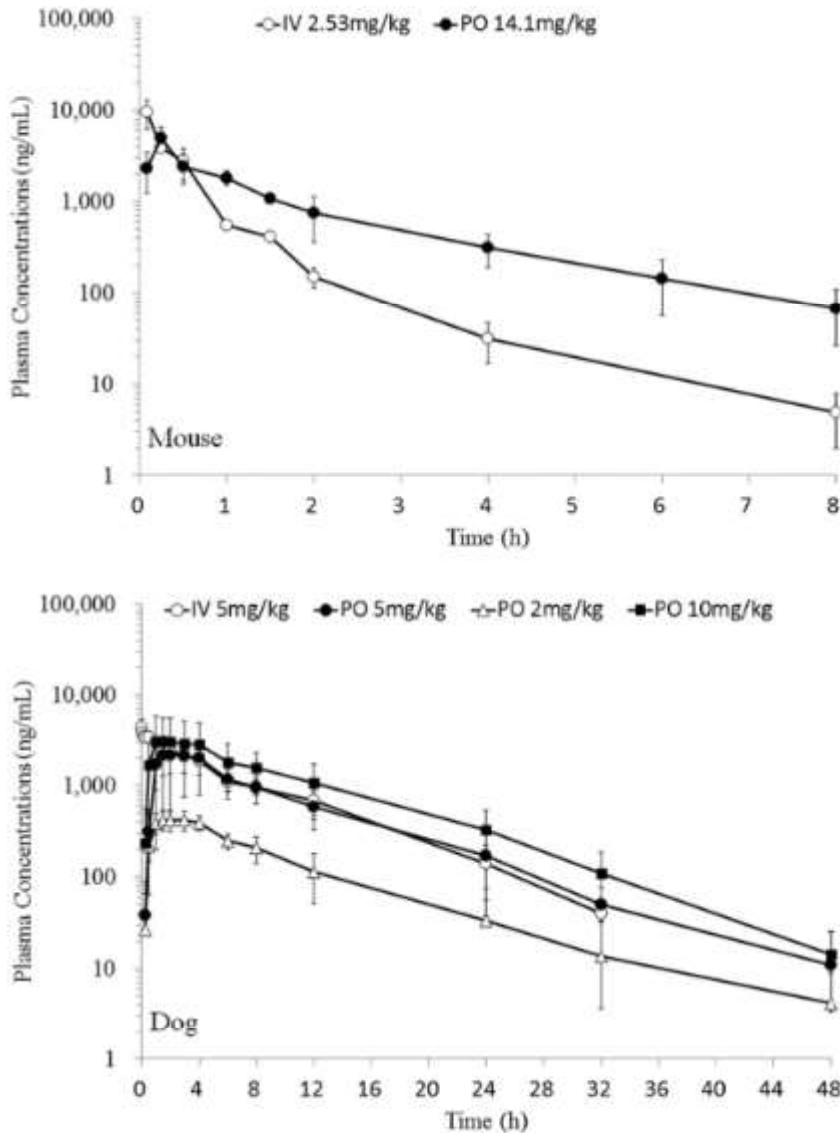 IV 2.53mg/kg PO 14.1mg/kg
100,000
10,000
1,000
100
10
1
Plasma Concentrations (ng/mL)
Mouse
0 1 2 3 4 5 6 7 8
Time (h)
IV 5mg/kg PO 5mg/kg PO 2mg/kg PO 10mg/kg
100,000
10,000
1,000
100
10
1
Plasma Concentrations (ng/mL)
Dog
0 4 8 12 16 20 24 28 32 36 40 44 48
Time (h)